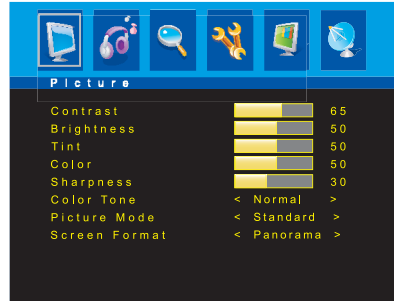 Picture
Contrast 65
Brightness 50
Tint 50
Color 50
Sharpness 30
Color Tone < Normal >
Picture Mode < Standard >
Screen Format < Panorama >